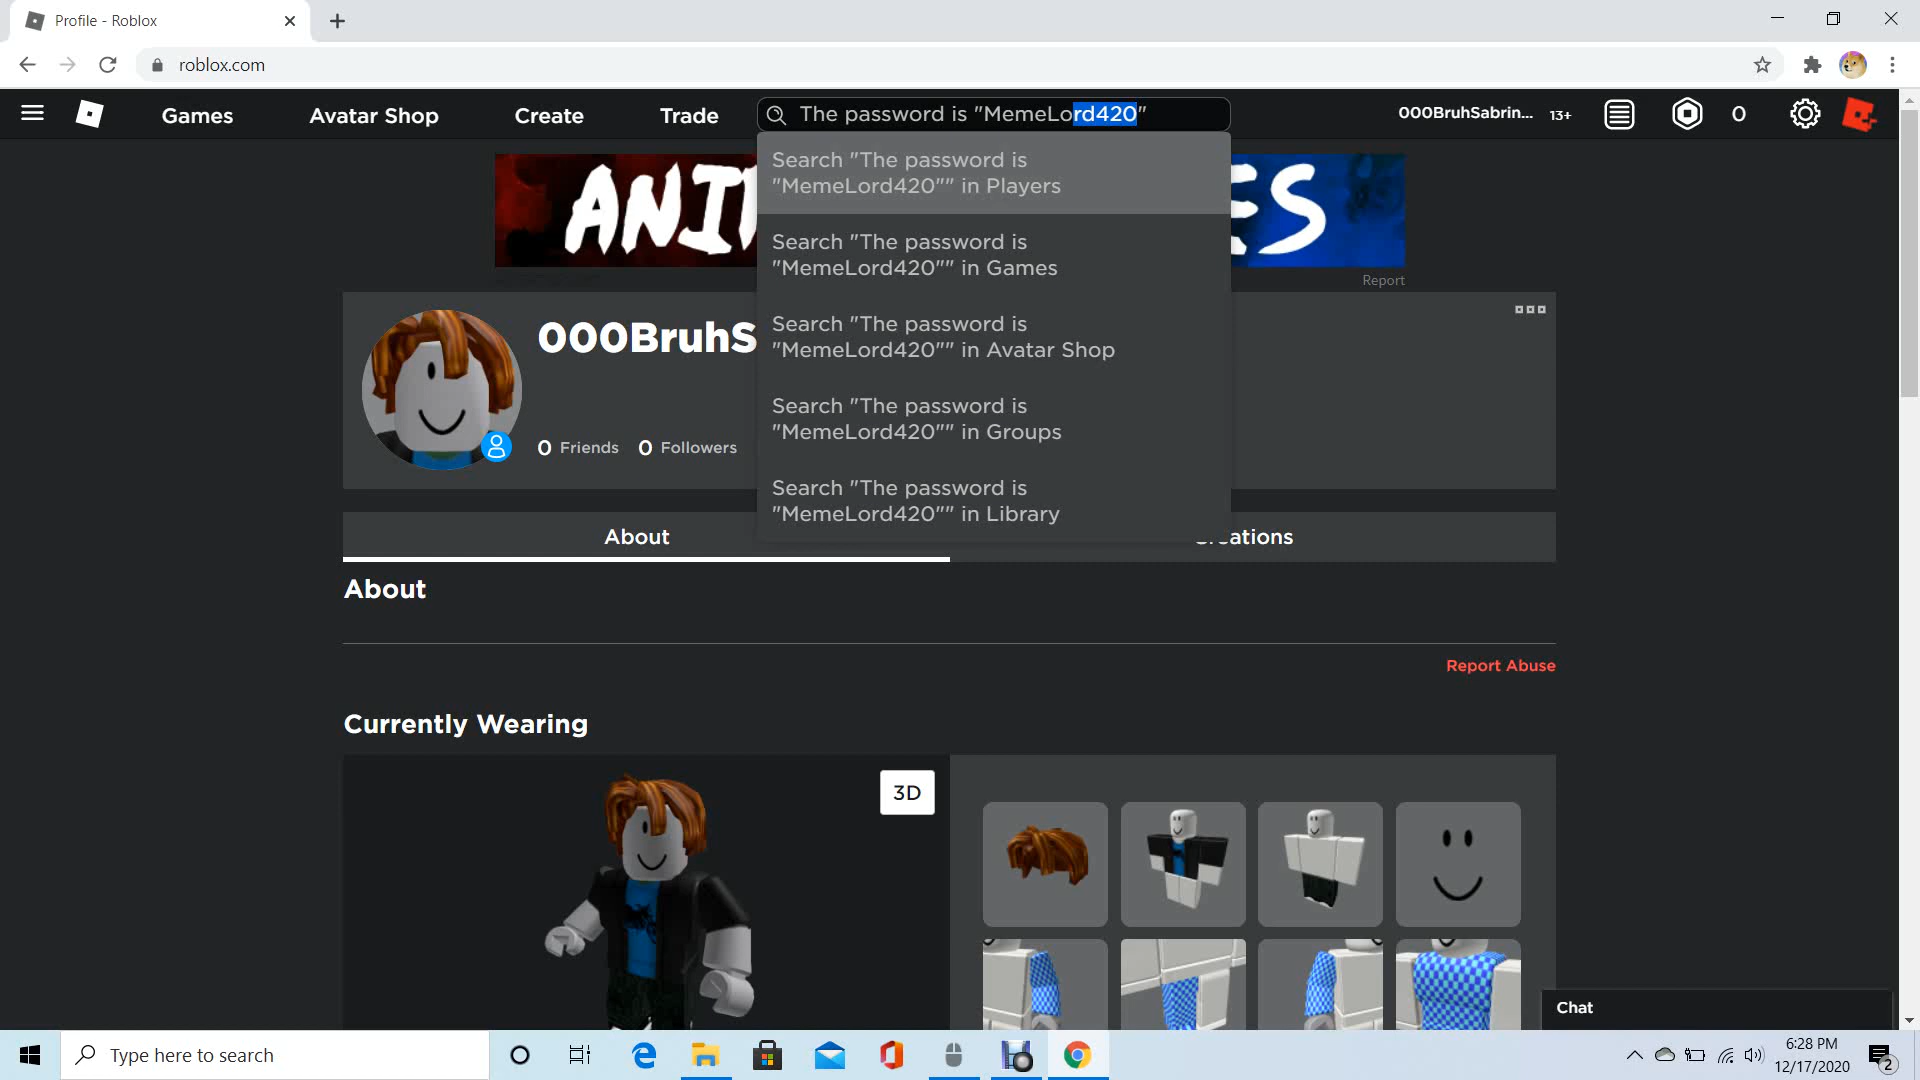 Profile - Roblox
roblox.com
Games
Avatar Shop
Create
Trade
The password is "MemeLord420"
000BruhSabrin...
13+
0
Search "The password is
"MemeLord420"" in Players
Search "The password is
"MemeLord420"" in Games
Search "The password is
"MemeLord420"" in Avatar Shop
Search "The password is
"MemeLord420"" in Groups
Search "The password is
"MemeLord420"" in Library
ANI
ES
Report
000BruhS
0 Friends
0 Followers
About
Creations
About
Report Abuse
Currently Wearing
3D
Chat
Type here to search
6:28 PM
12/17/2020
2